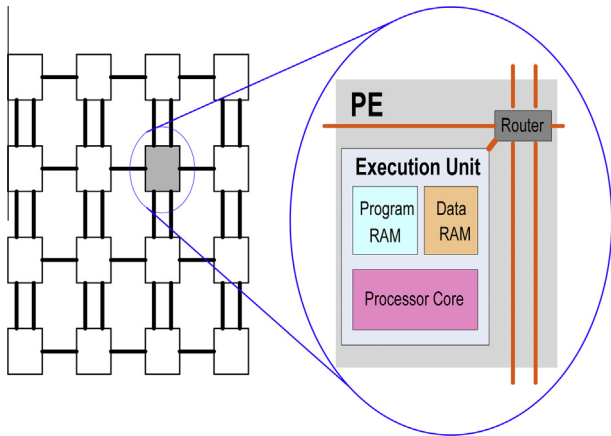 PE
Router
Execution Unit
Program
RAM
Data
RAM
Processor Core